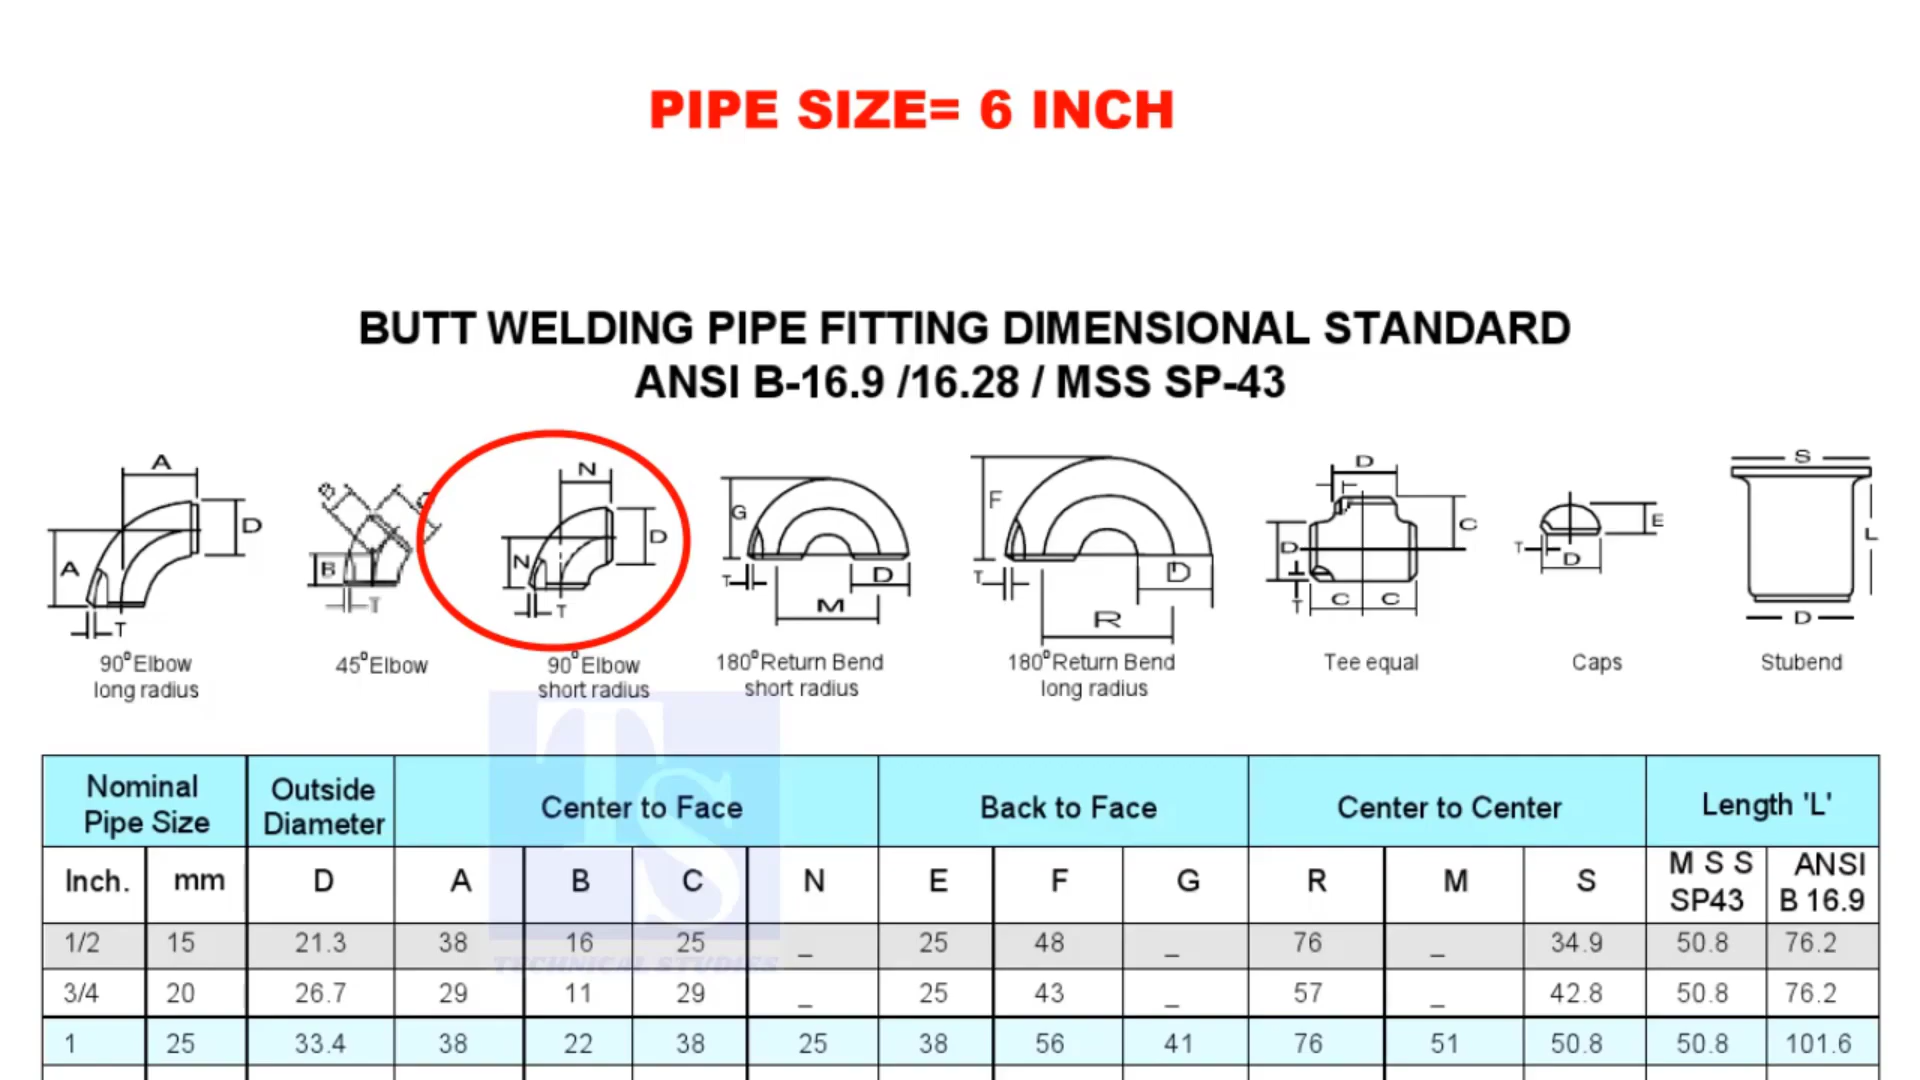 PIPE SIZE= 6 INCH
BUTT WELDING PIPE FITTING DIMENSIONAL STANDARD
ANSI B-16.9 /16.28 / MSS SP-43
A A D T
B B C T
N N D T
G T D M
F T D R
D T D C T C C
T D E
S L D
90° Elbow long radius
45° Elbow
90° Elbow short radius
180° Return Bend short radius
180° Return Bend long radius
Tee equal
Caps
Stubend
TS
TECHNICAL STUDIES
Nominal Pipe Size Outside Diameter Center to Face Back to Face Center to Center Length 'L'
Inch. mm D A B C N E F G R M S M S S SP43 ANSI B 16.9
1/2 15 21.3 38 16 25 _ 25 48 _ 76 _ 34.9 50.8 76.2
3/4 20 26.7 29 11 29 _ 25 43 _ 57 _ 42.8 50.8 76.2
1 25 33.4 38 22 38 25 38 56 41 76 51 50.8 50.8 101.6